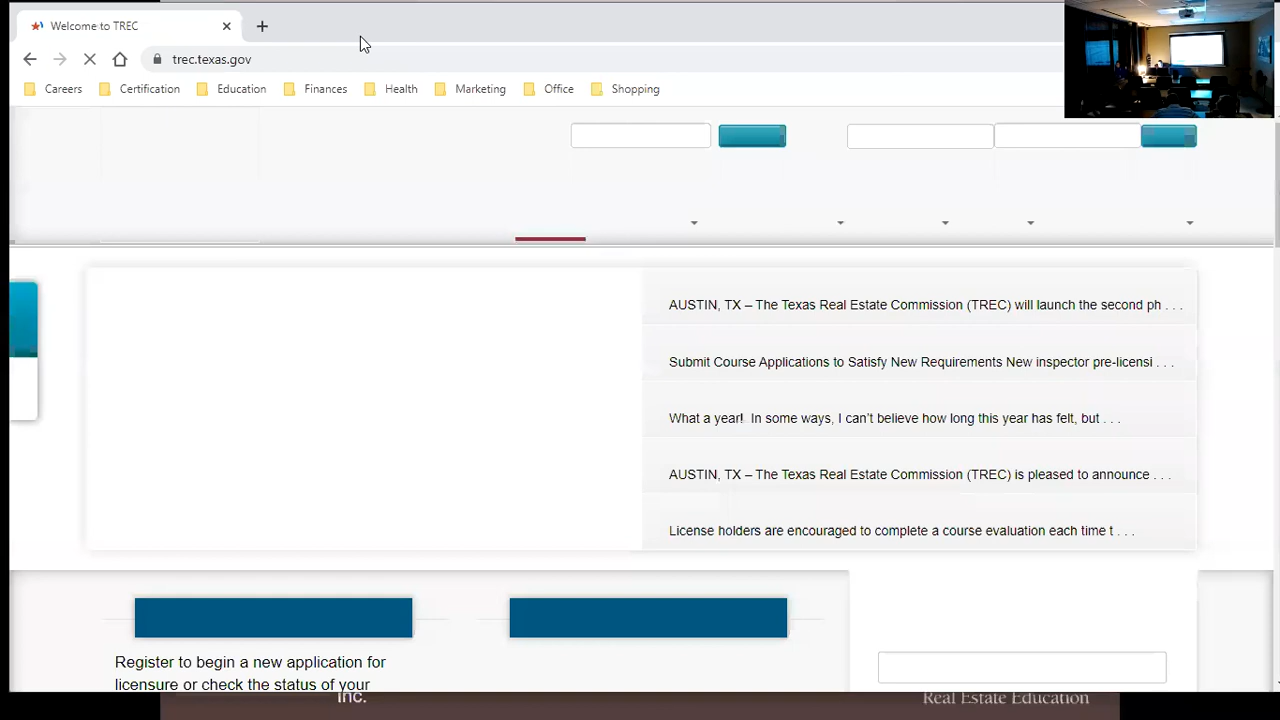 Welcome to TREC
trec.texas.gov
Careers Certification Education Finances Health Marketing Office Shopping
AUSTIN, TX – The Texas Real Estate Commission (TREC) will launch the second ph . . .
Submit Course Applications to Satisfy New Requirements New inspector pre-licensi . . .
What a year!  In some ways, I can’t believe how long this year has felt, but . . .
AUSTIN, TX – The Texas Real Estate Commission (TREC) is pleased to announce . . .
License holders are encouraged to complete a course evaluation each time t . . .
Register to begin a new application for
licensure or check the status of your
Inc.
Real Estate Education